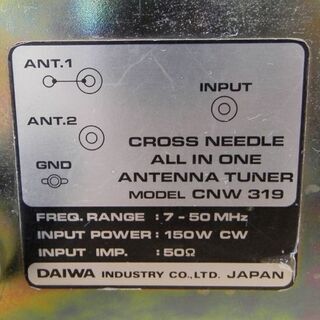 ANT.1
INPUT
ANT.2
GND
CROSS NEEDLE
ALL IN ONE
ANTENNA TUNER
MODEL CNW 319
FREQ. RANGE : 7 - 50 MHz
INPUT POWER : 150W CW
INPUT IMP. : 50Ω
DAIWA INDUSTRY CO., LTD. JAPAN